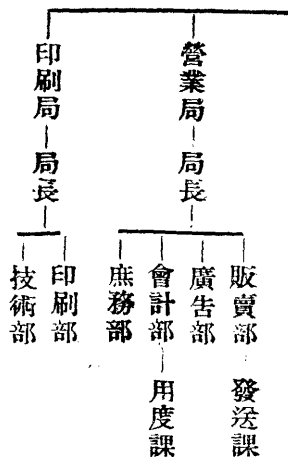 營業局―局長
販賣部 發送課
廣告部
會計部―用度課
庶務部
印刷局―局長
印刷部
技術部